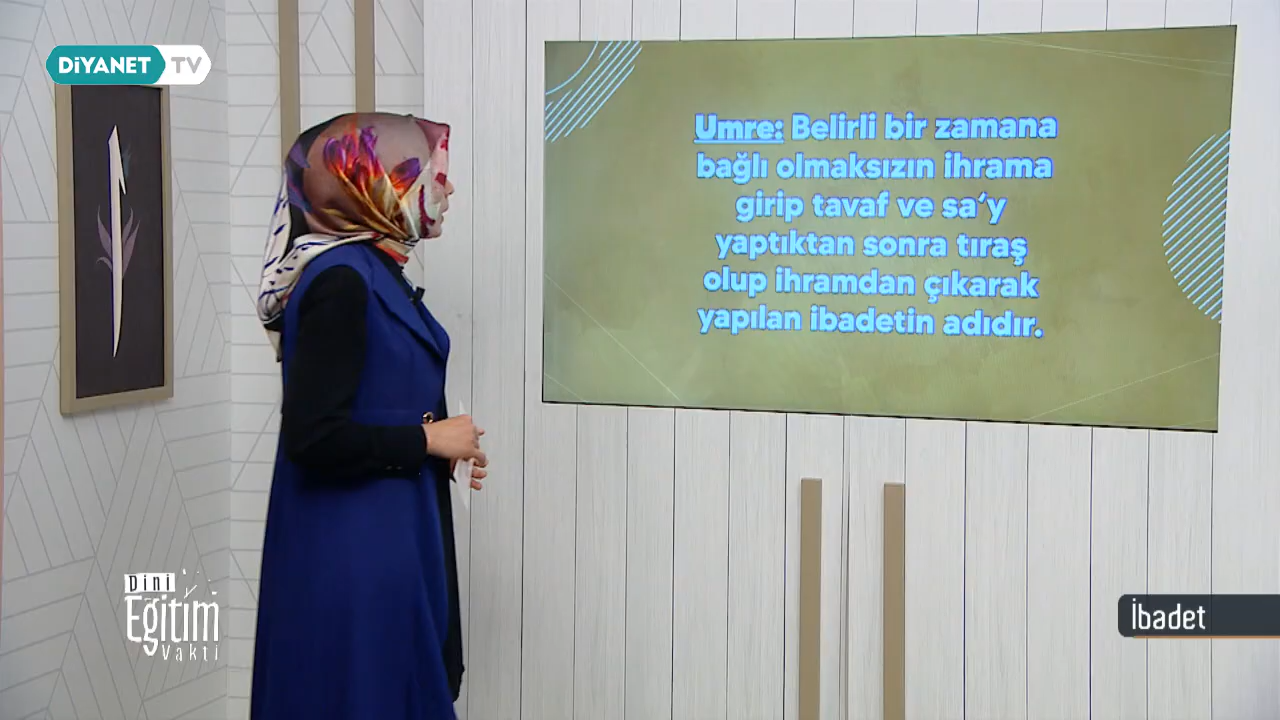 DİYANET TV
Umre: Belirli bir zamana
bağlı olmaksızın ihrama
girip tavaf ve sa'y
yaptıktan sonra tıraş
olup ihramdan çıkarak
yapılan ibadetin adıdır.
Dini
Eğitim
Vakti
İbadet